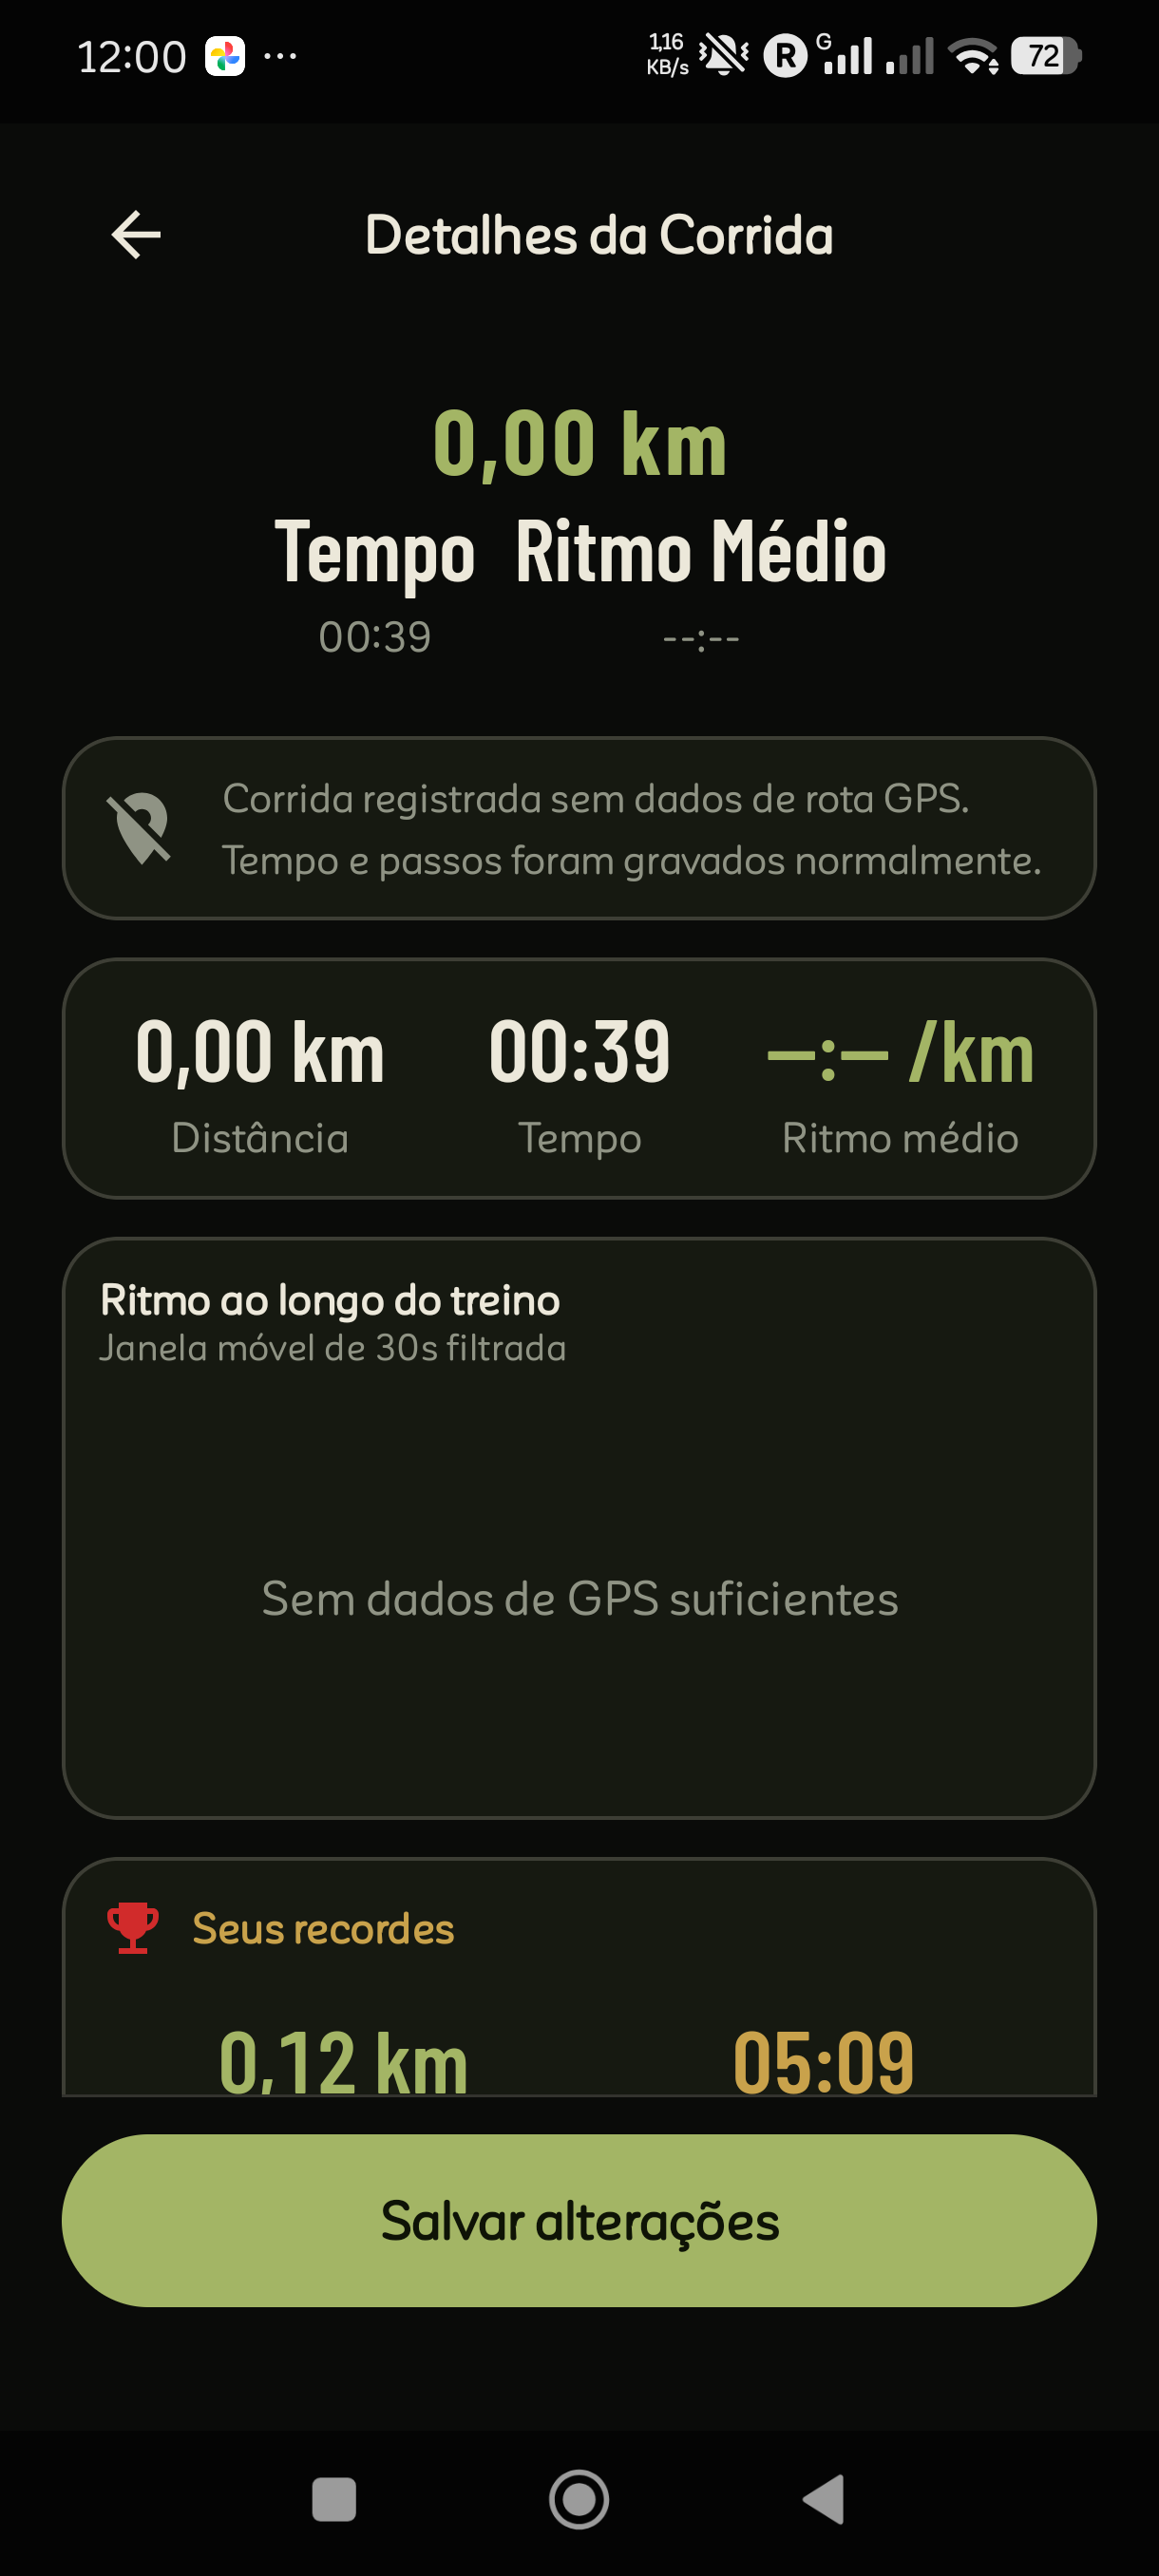 12:00 ... 1,16 KB/s R G 72
Detalhes da Corrida
0,00 km
Tempo Ritmo Médio
00:39 --:--
Corrida registrada sem dados de rota GPS.
Tempo e passos foram gravados normalmente.
0,00 km 00:39 —:— /km
Distância Tempo Ritmo médio
Ritmo ao longo do treino
Janela móvel de 30s filtrada
Sem dados de GPS suficientes
Seus recordes
0,12 km 05:09
Salvar alterações